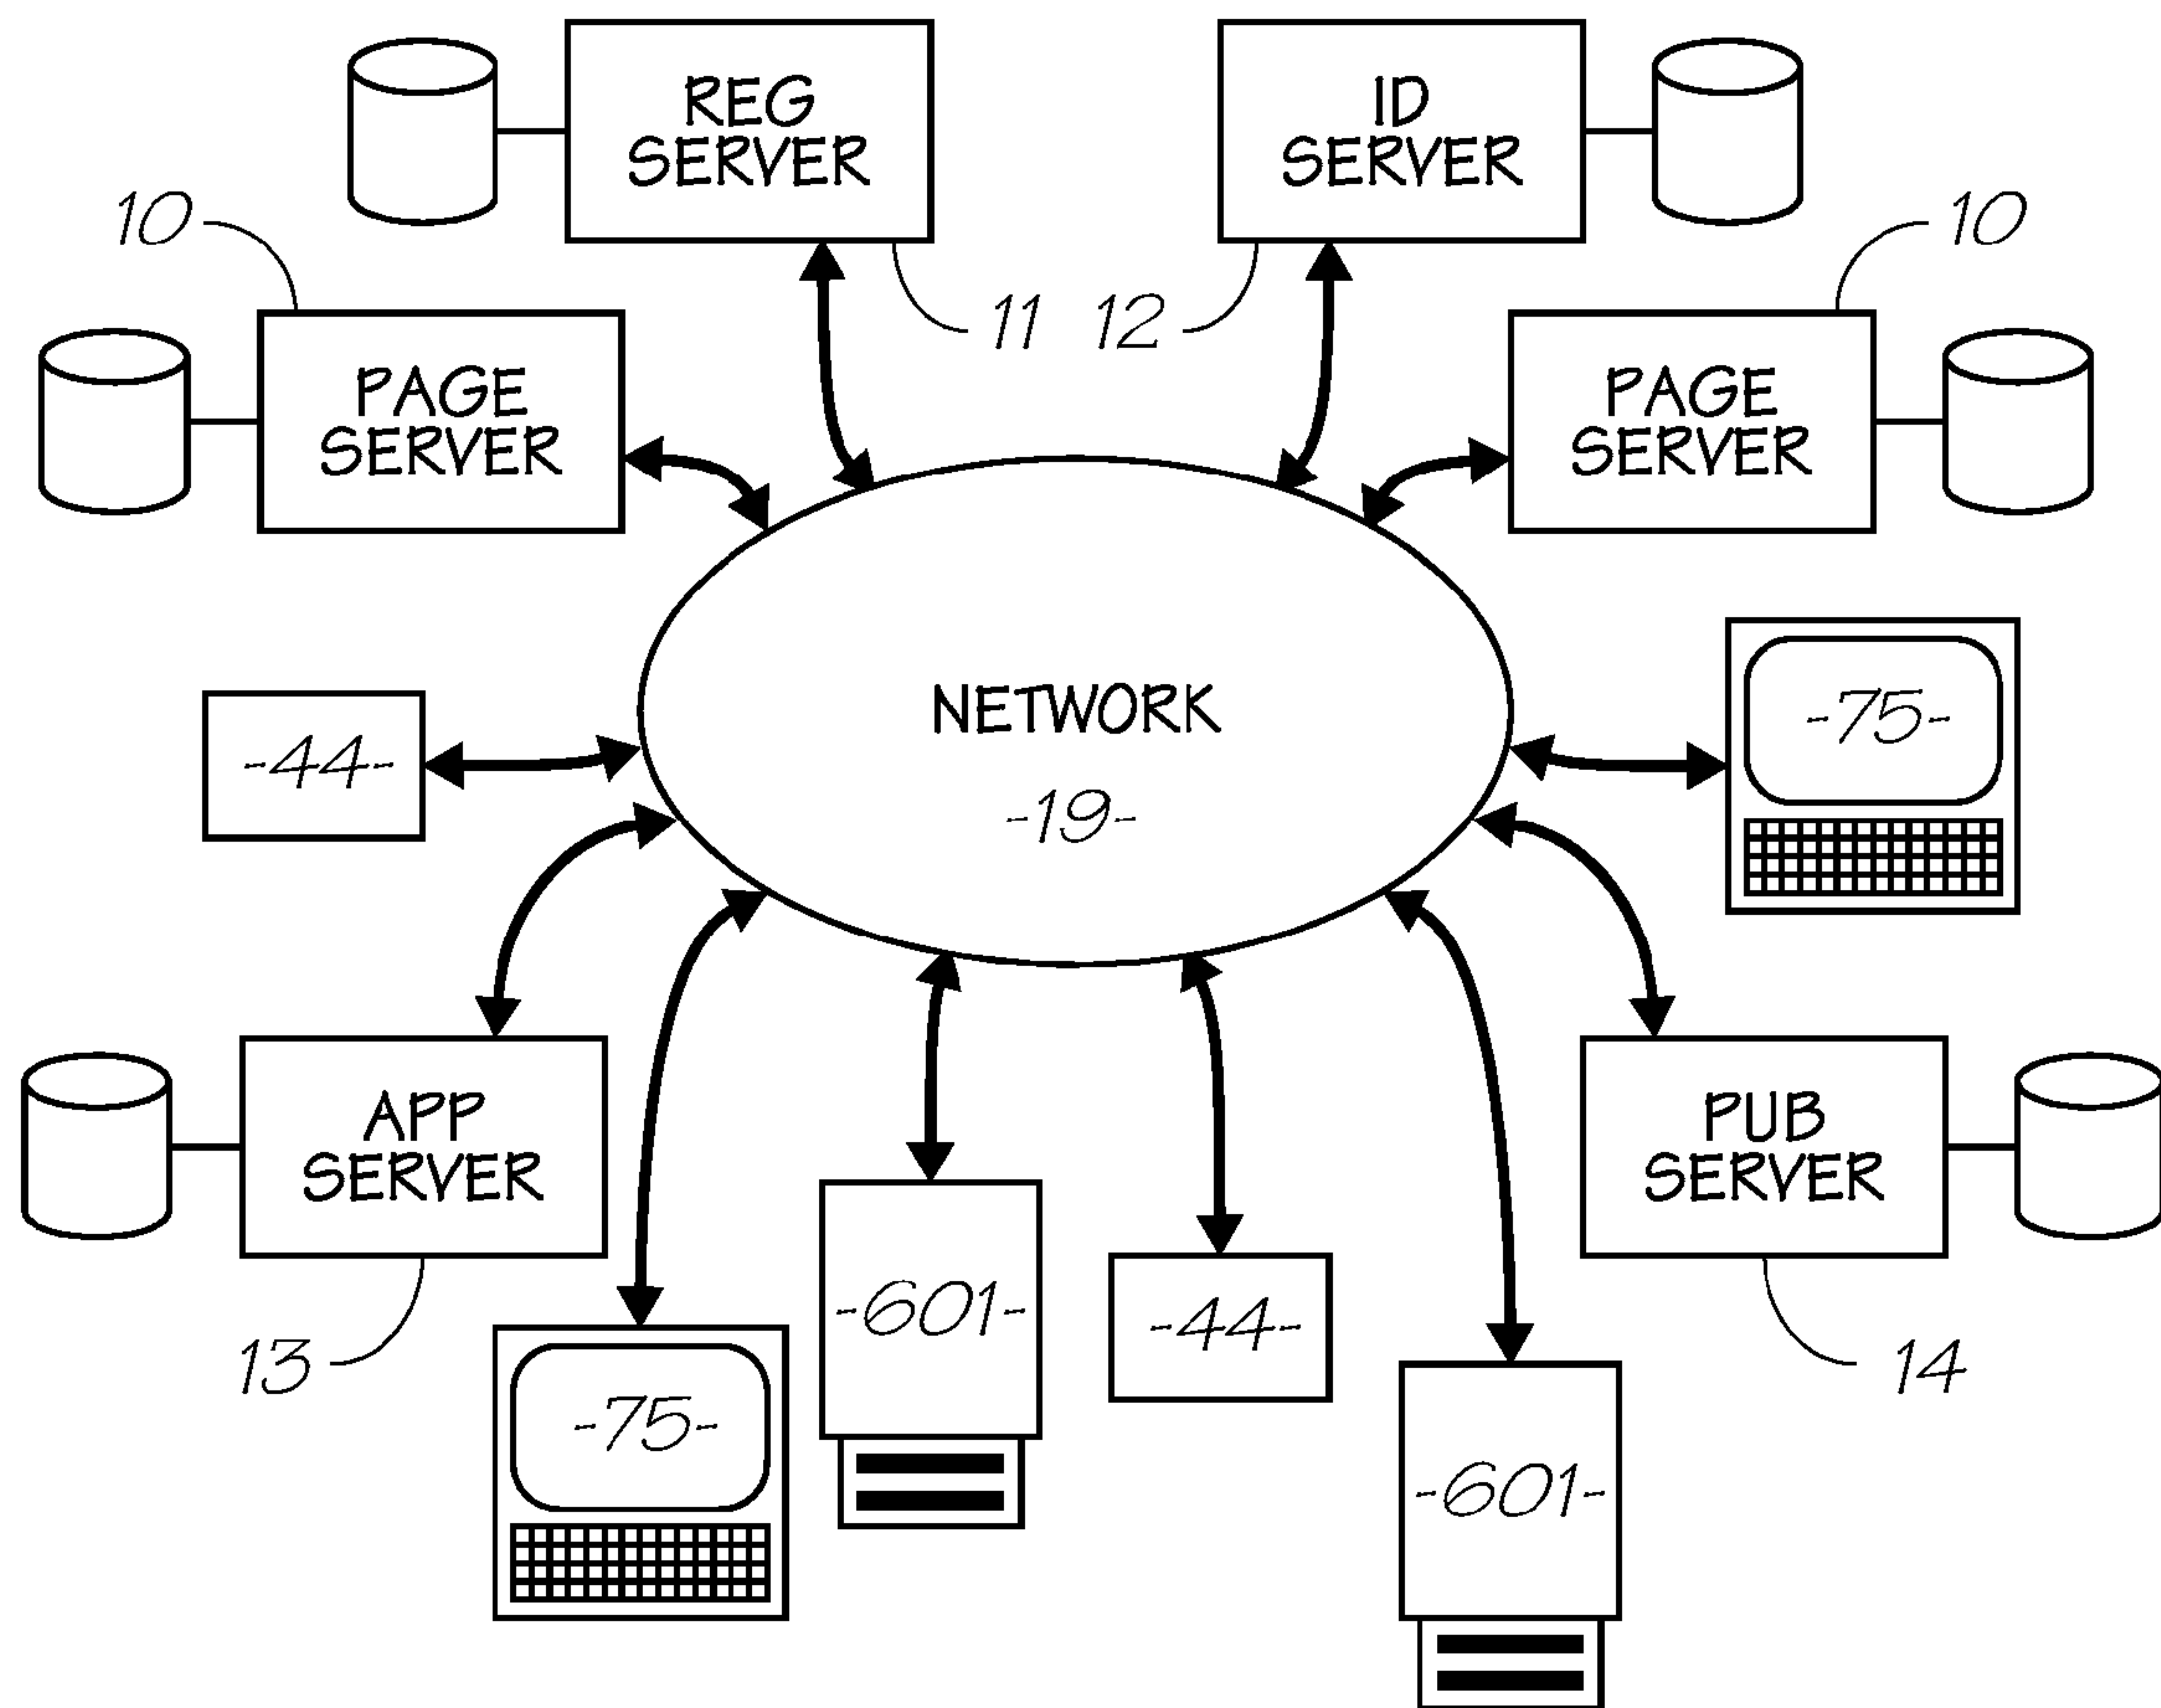 REG
SERVER
ID
SERVER
10
10
11
12
PAGE
SERVER
PAGE
SERVER
NETWORK
-19-
-75-
-44-
APP
SERVER
PUB
SERVER
-601-
-44-
13
14
-75-
-601-